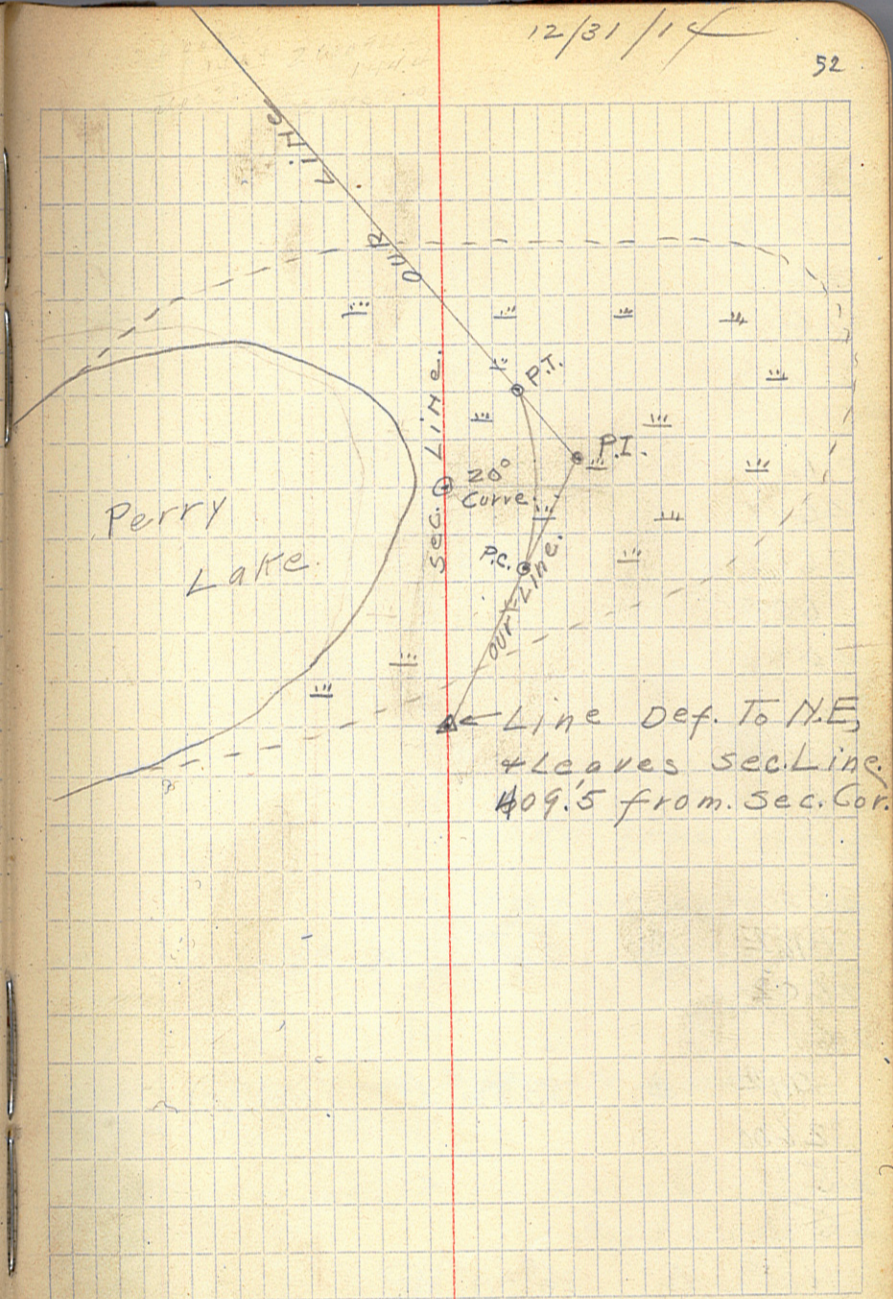 12/31/14
52
OUR LINE
P.T.
P.I.
Sec. LINE.
20°
Curve.
Perry
Lake.
P.C.
OUR LINE.
Line Def. To N.E,
+ Leaves Sec. Line.
409.'5 from. Sec. Cor.